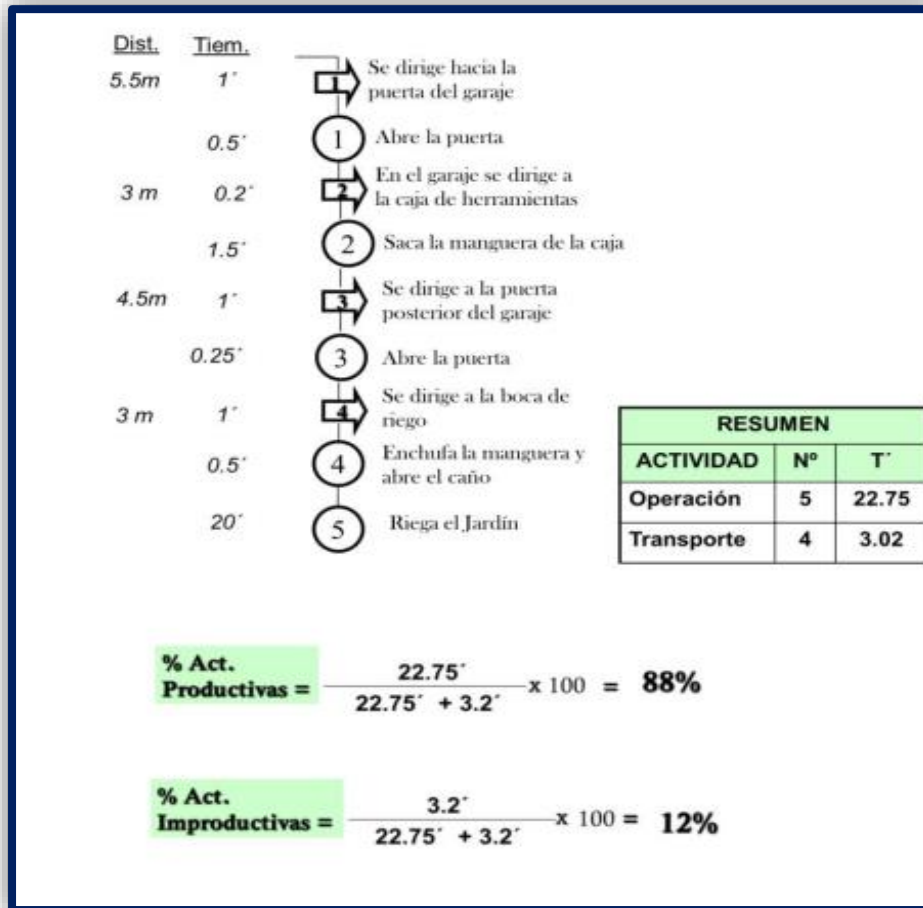 Dist. Tiem.
5.5m 1´ 1 Se dirige hacia la
puerta del garaje
0.5´ 1 Abre la puerta
3 m 0.2´ 2 En el garaje se dirige a
la caja de herramientas
1.5´ 2 Saca la manguera de la caja
4.5m 1´ 3 Se dirige a la puerta
posterior del garaje
0.25´ 3 Abre la puerta
3 m 1´ 4 Se dirige a la boca de
riego
0.5´ 4 Enchufa la manguera y
abre el caño
20´ 5 Riega el Jardín
RESUMEN
ACTIVIDAD Nº T´
Operación 5 22.75
Transporte 4 3.02
% Act.
Productivas = 22.75´ x 100 = 88%
22.75´ + 3.2´
% Act.
Improductivas = 3.2´ x 100 = 12%
22.75´ + 3.2´